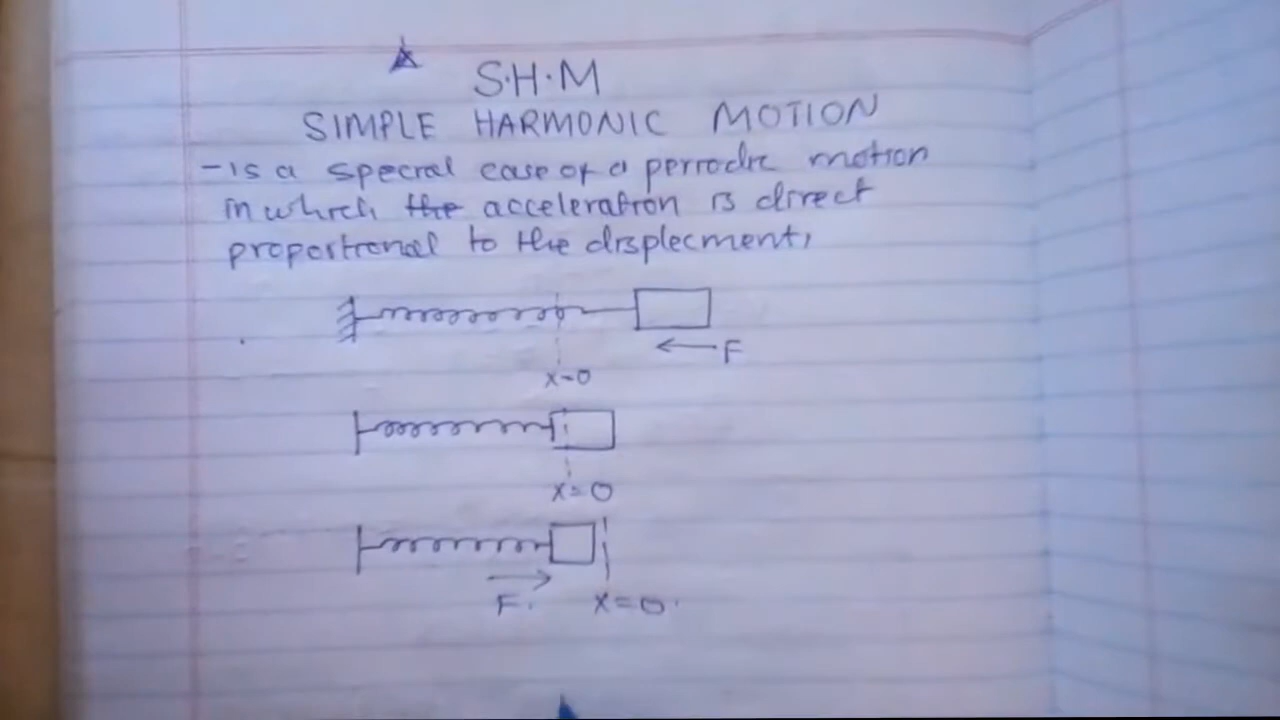 S.H.M
SIMPLE HARMONIC MOTION
- is a special case of a periodic motion
in which the acceleration is direct
proportional to the displecment,
F
x=0
x=0
F. x=0.